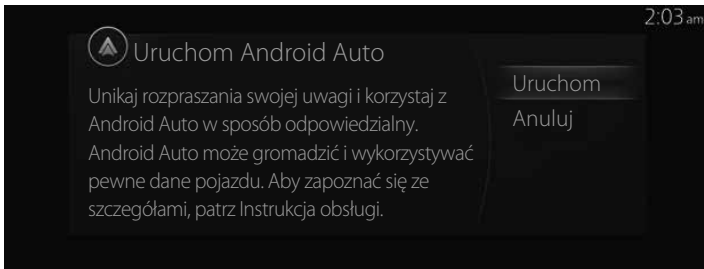 2:03 am
Uruchom Android Auto
Unikaj rozpraszania swojej uwagi i korzystaj z
Android Auto w sposób odpowiedzialny.
Android Auto może gromadzić i wykorzystywać
pewne dane pojazdu. Aby zapoznać się ze
szczegółami, patrz Instrukcja obsługi.
Uruchom
Anuluj